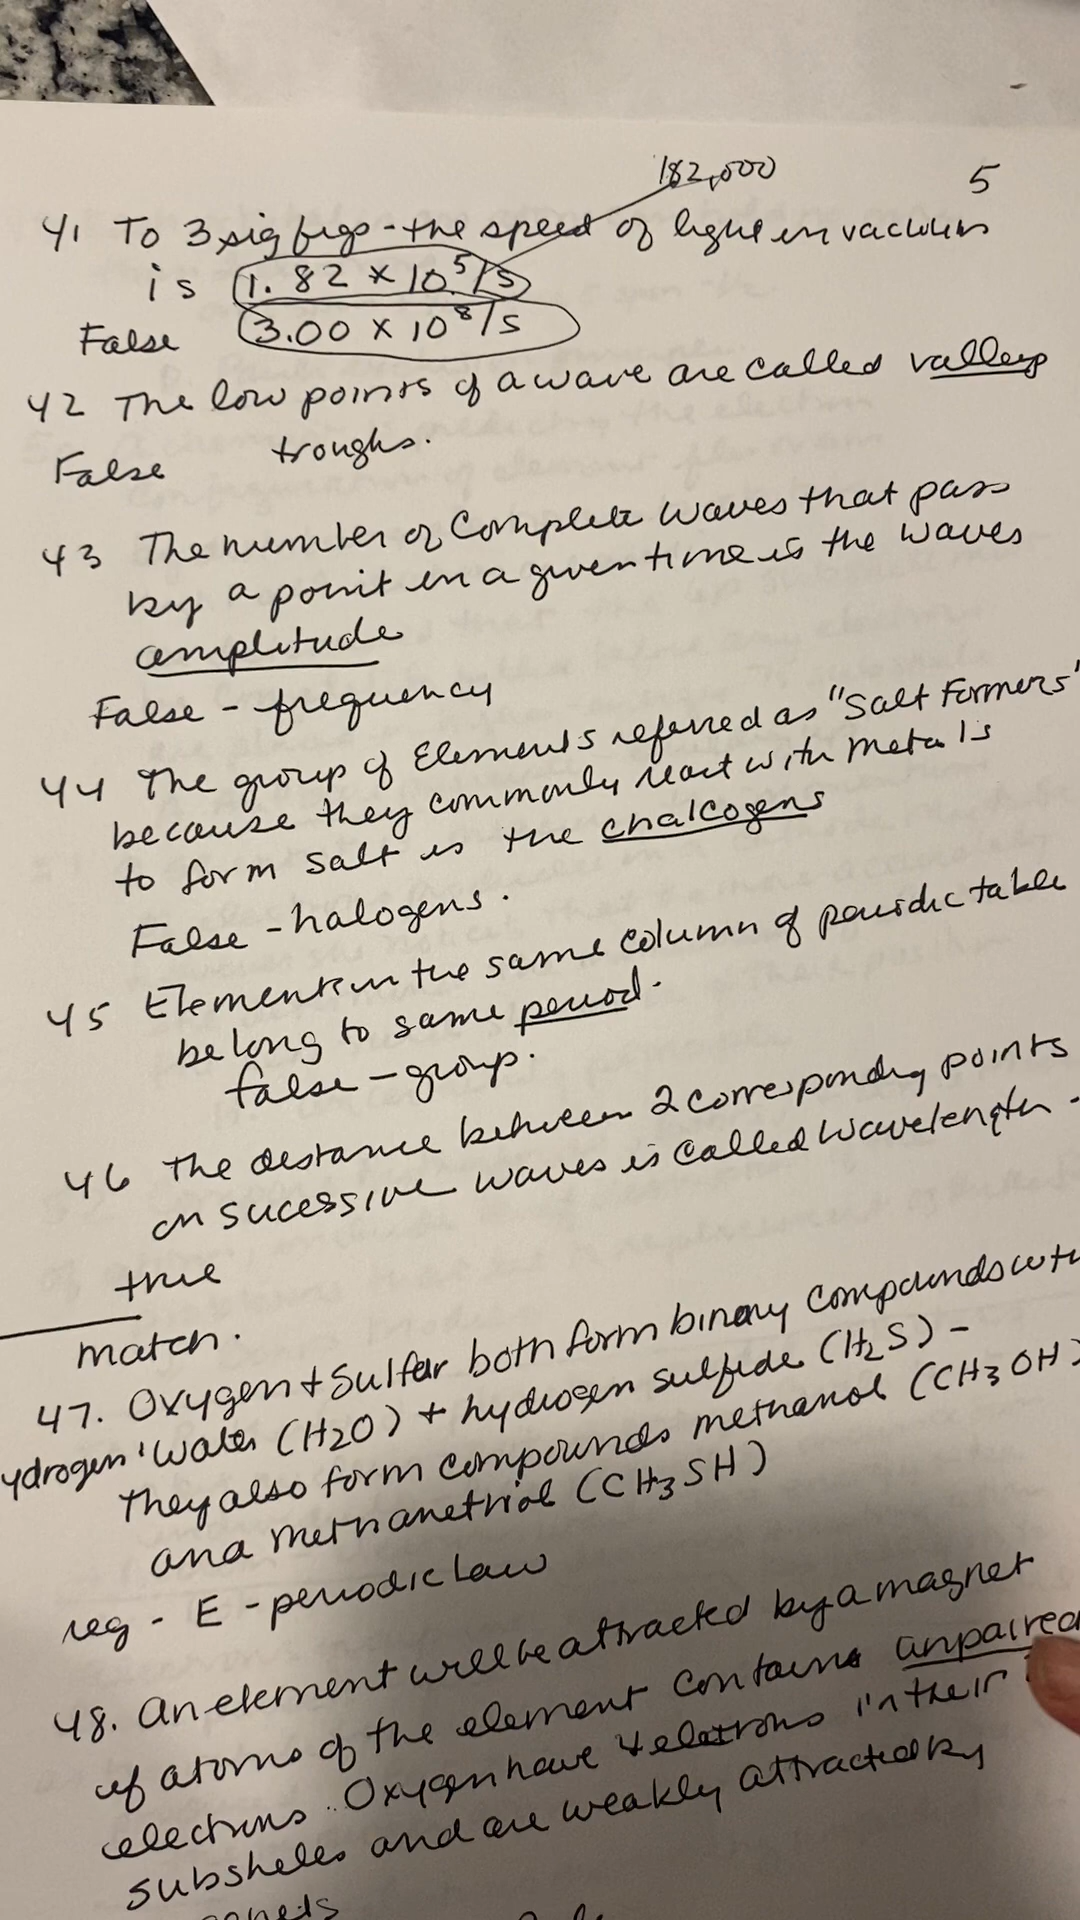 182,000
5
41 To 3 sig figs - the speed of light in vacuum
is 1.82 x 10⁵/s
False 3.00 x 10⁸/s
42 The low points of a wave are called valleys
False troughs.
43 The number of Complete waves that pass
by a point in a given time is the waves
amplitude
False - frequency
44 The group of Elements referred as "Salt Formers"
because they commonly react with metals
to form salt is the chalcogens
False - halogens.
45 Elements in the same column of periodic table
belong to same period.
false - group.
46 The distance between 2 corresponding points
on sucessive waves is called wavelength.
true
match.
47. Oxygen + Sulfur both form binary compounds with
ydrogen: water (H2O) + hydrogen sulfide (H2S) -
They also form compounds methanol (CH3OH)
and methanethiol (CH3SH)
reg - E - periodic Law
48. An element will be attracted by a magnet
if atoms of the element contains unpaired
electrons. Oxygen have 4 eletrons in their
subshells and are weakly attracted by